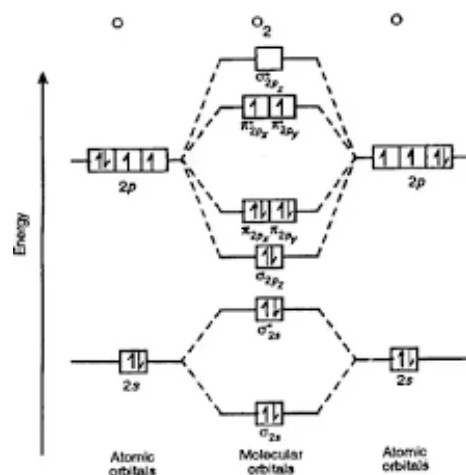 O O₂ O
σ*2pz
π*2px π*2py
2p 2p
π2px π2py
σ2pz
σ*2s
2s 2s
σ2s
Energy
Atomic orbitals Molecular orbitals Atomic orbitals